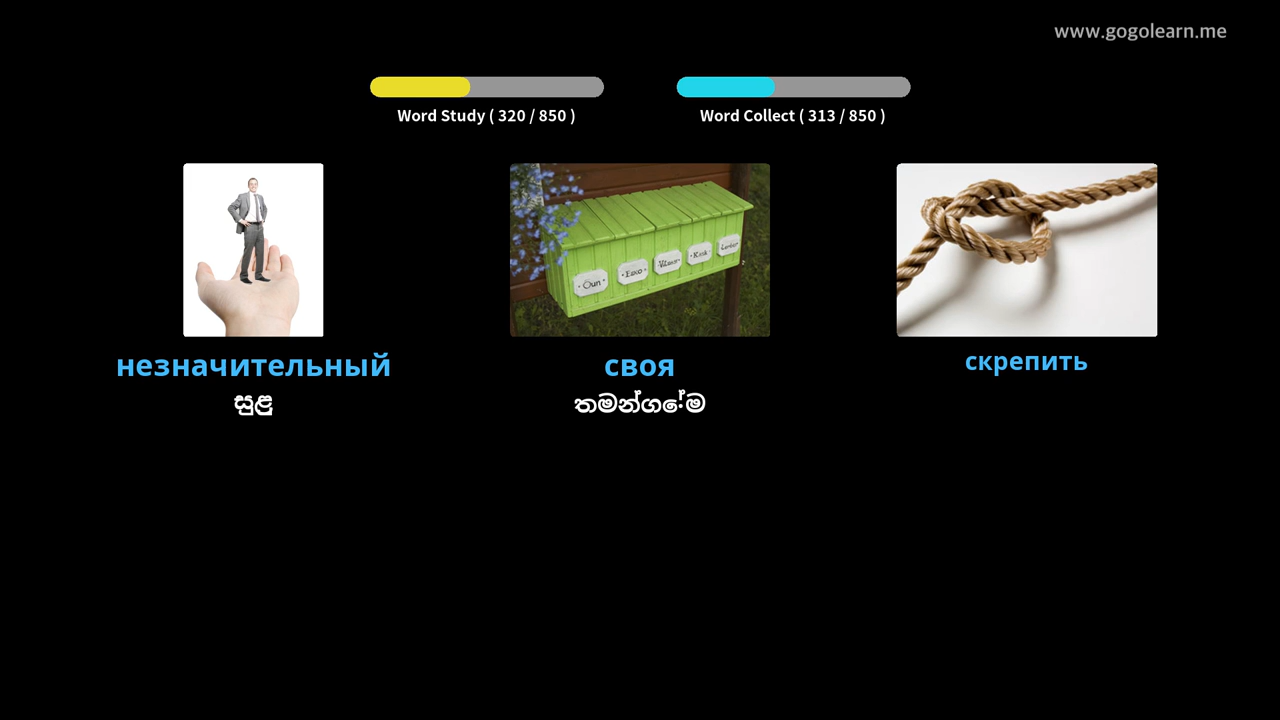 www.gogolearn.me
Word Study ( 320 / 850 )
Word Collect ( 313 / 850 )
незначительный
සුළු
своя
තමන්ගේම
скрепить